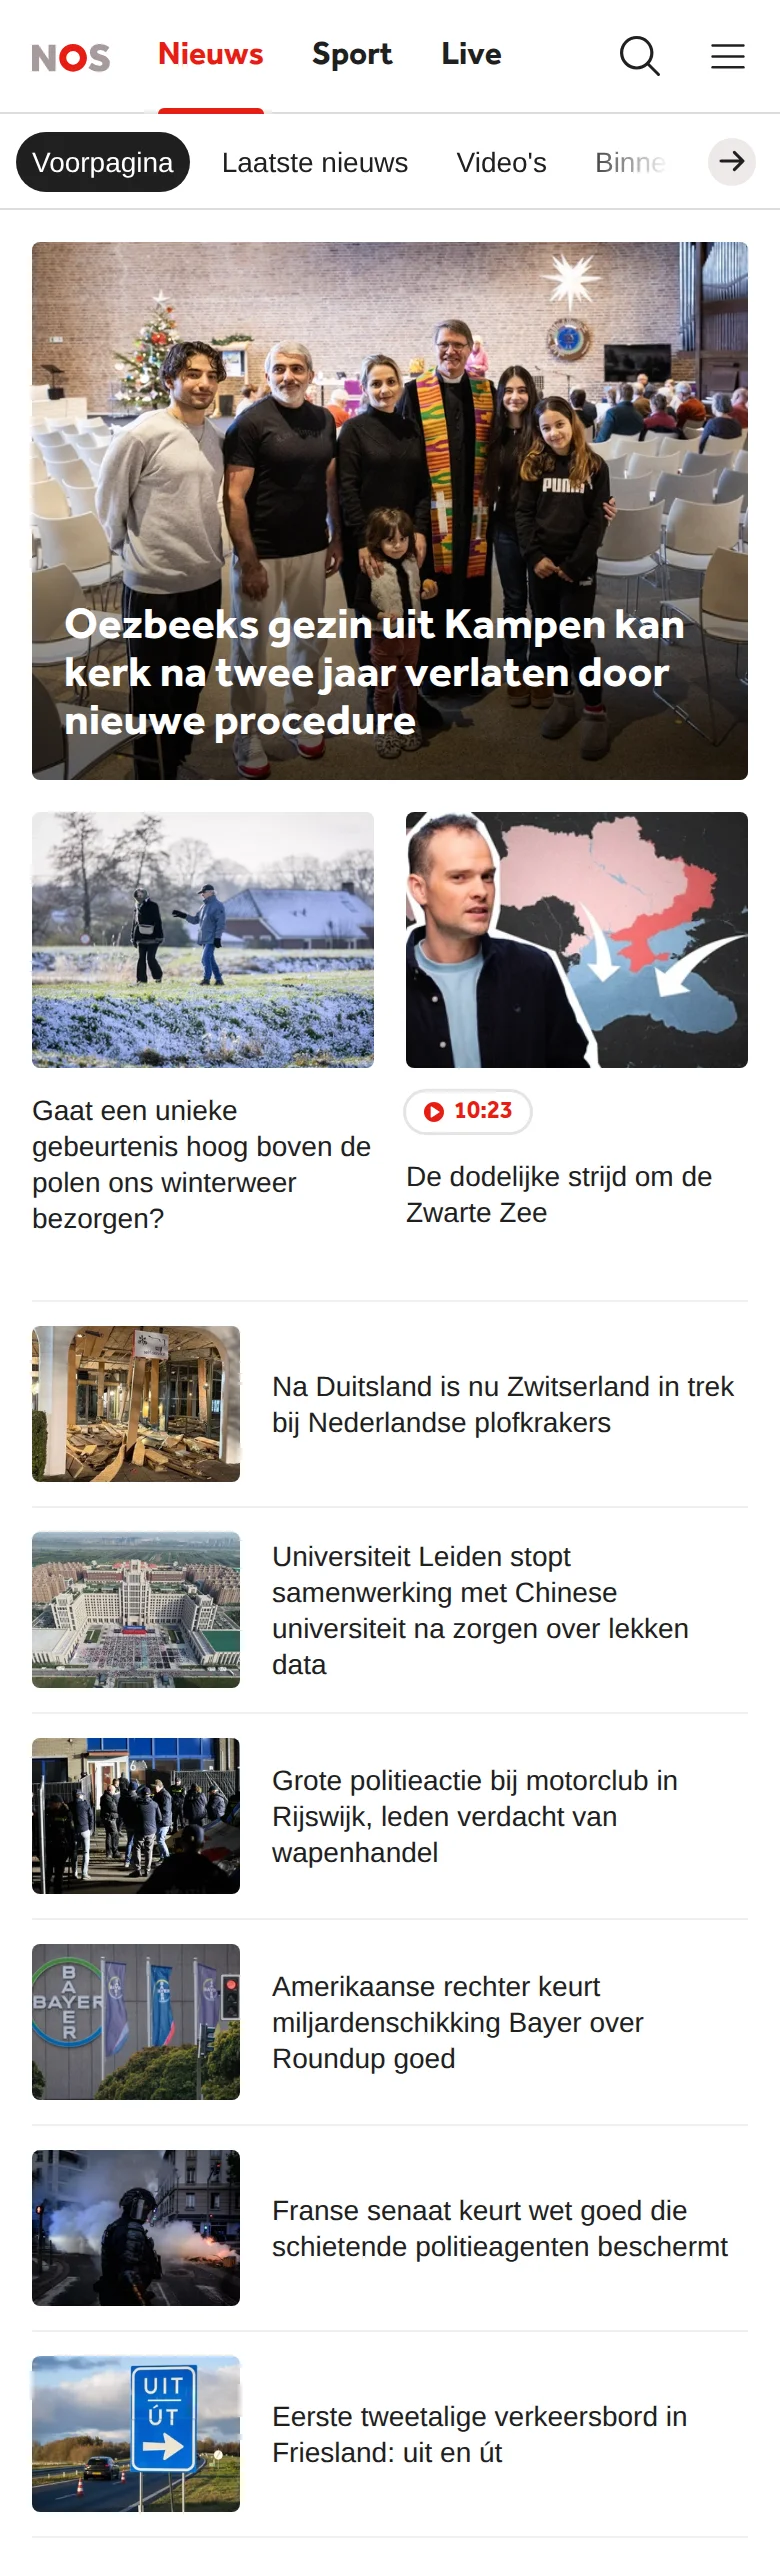 NOS
Nieuws
Sport
Live
Voorpagina
Laatste nieuws
Video's
Binne
PUMA
Oezbeeks gezin uit Kampen kan
kerk na twee jaar verlaten door
nieuwe procedure
Gaat een unieke
gebeurtenis hoog boven de
polen ons winterweer
bezorgen?
10:23
De dodelijke strijd om de
Zwarte Zee
Na Duitsland is nu Zwitserland in trek
bij Nederlandse plofkrakers
Universiteit Leiden stopt
samenwerking met Chinese
universiteit na zorgen over lekken
data
Grote politieactie bij motorclub in
Rijswijk, leden verdacht van
wapenhandel
BAYER
BAYER
Amerikaanse rechter keurt
miljardenschikking Bayer over
Roundup goed
Franse senaat keurt wet goed die
schietende politieagenten beschermt
UIT
ÚT
Eerste tweetalige verkeersbord in
Friesland: uit en út